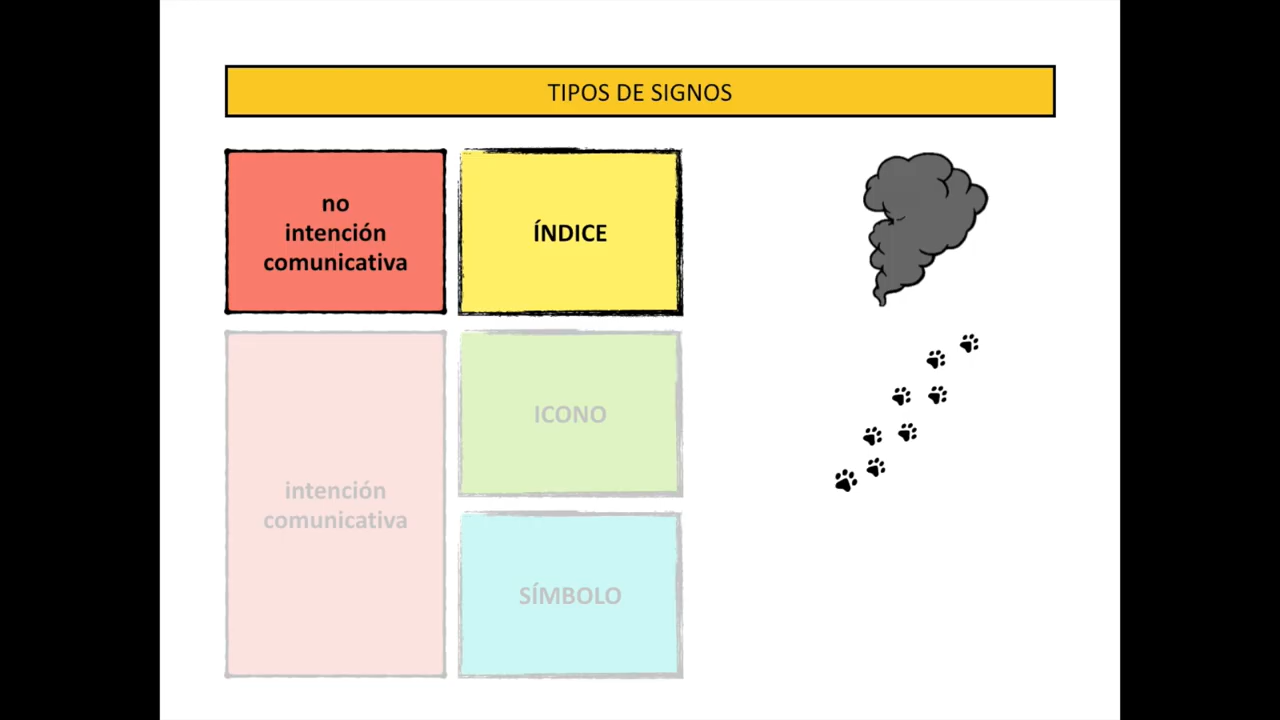 TIPOS DE SIGNOS
no
intención
comunicativa
ÍNDICE
intención
comunicativa
ICONO
SÍMBOLO